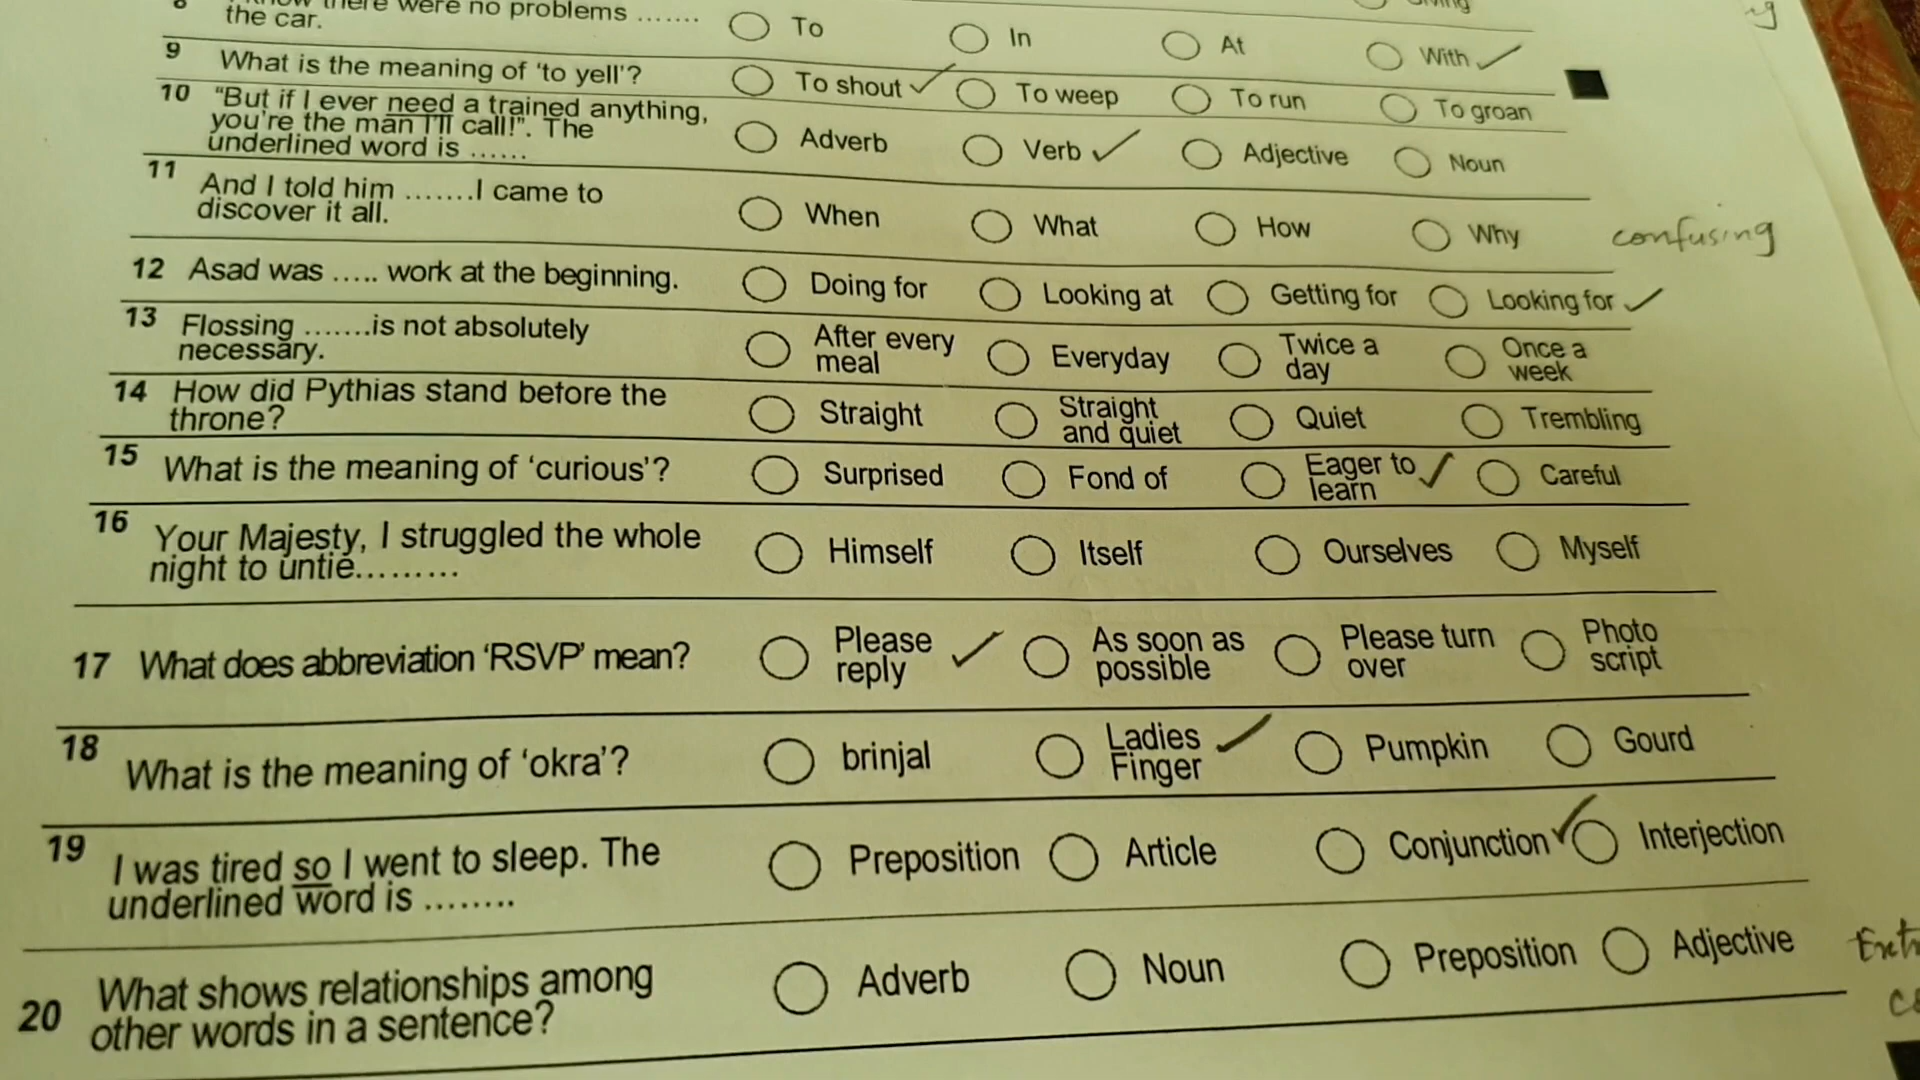 there were no problems .......
the car.
To
In
At
With
9 What is the meaning of 'to yell'?
To shout
To weep
To run
To groan
10 "But if I ever need a trained anything,
you're the man I'll call!". The
underlined word is ......
Adverb
Verb
Adjective
Noun
11 And I told him .......I came to
discover it all.
When
What
How
Why
confusing
12 Asad was ..... work at the beginning.
Doing for
Looking at
Getting for
Looking for
13 Flossing .......is not absolutely
necessary.
After every
meal
Everyday
Twice a
day
Once a
week
14 How did Pythias stand before the
throne?
Straight
Straight
and quiet
Quiet
Trembling
15 What is the meaning of 'curious'?
Surprised
Fond of
Eager to
learn
Careful
16 Your Majesty, I struggled the whole
night to untie.........
Himself
Itself
Ourselves
Myself
17 What does abbreviation 'RSVP' mean?
Please
reply
As soon as
possible
Please turn
over
Photo
script
18 What is the meaning of 'okra'?
brinjal
Ladies
Finger
Pumpkin
Gourd
19 I was tired so I went to sleep. The
underlined word is ........
Preposition
Article
Conjunction
Interjection
20 What shows relationships among
other words in a sentence?
Adverb
Noun
Preposition
Adjective